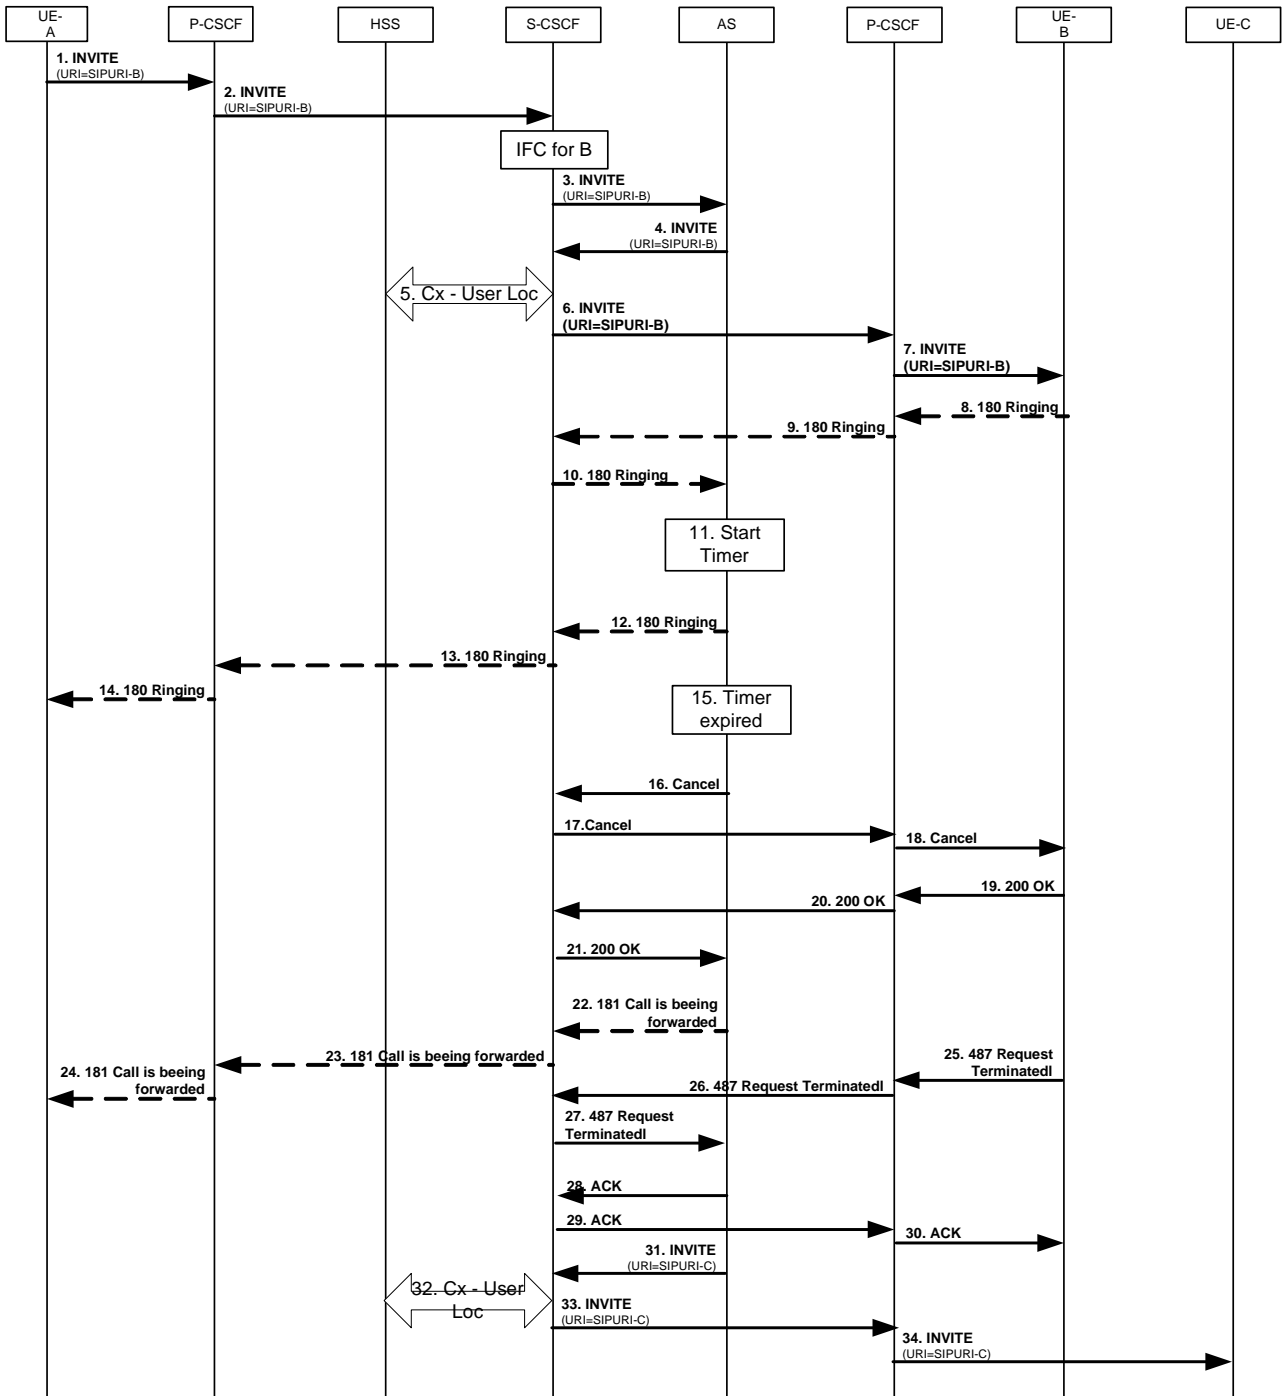 UE-
A
P-CSCF
HSS
S-CSCF
AS
P-CSCF
UE-
B
UE-C
1. INVITE
(URI=SIPURI-B)
2. INVITE
(URI=SIPURI-B)
IFC for B
3. INVITE
(URI=SIPURI-B)
4. INVITE
(URI=SIPURI-B)
5. Cx - User Loc
6. INVITE
(URI=SIPURI-B)
7. INVITE
(URI=SIPURI-B)
8. 180 Ringing
9. 180 Ringing
10. 180 Ringing
11. Start
Timer
12. 180 Ringing
13. 180 Ringing
14. 180 Ringing
15. Timer
expired
16. Cancel
17.Cancel
18. Cancel
19. 200 OK
20. 200 OK
21. 200 OK
22. 181 Call is beeing
forwarded
23. 181 Call is beeing forwarded
24. 181 Call is beeing
forwarded
25. 487 Request
TerminatedI
26. 487 Request TerminatedI
27. 487 Request
TerminatedI
28. ACK
29. ACK
30. ACK
31. INVITE
(URI=SIPURI-C)
32. Cx - User
Loc
33. INVITE
(URI=SIPURI-C)
34. INVITE
(URI=SIPURI-C)